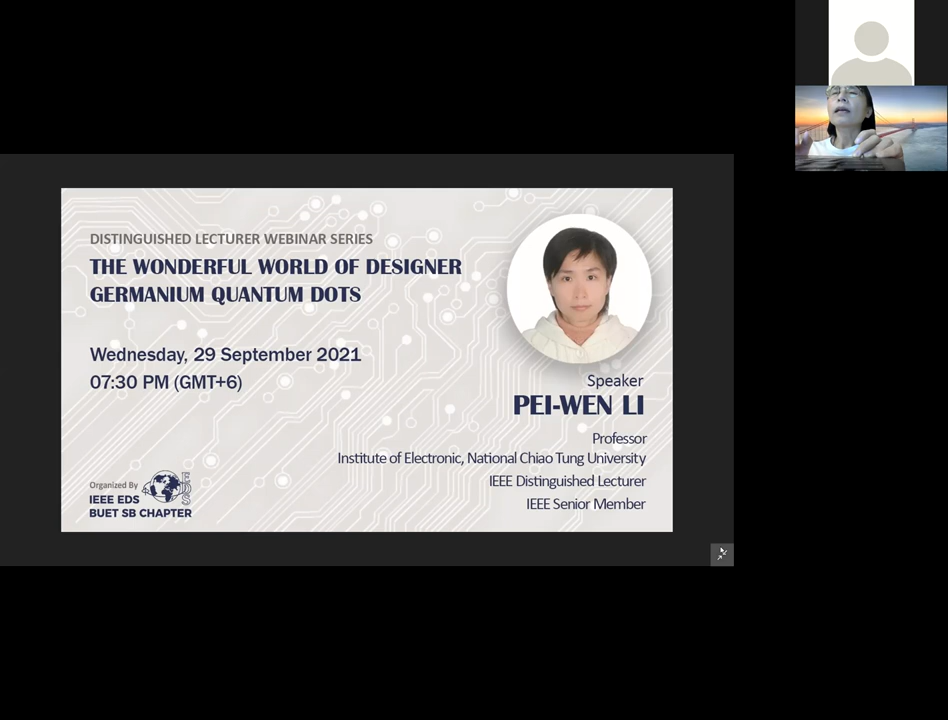 DISTINGUISHED LECTURER WEBINAR SERIES
THE WONDERFUL WORLD OF DESIGNER
GERMANIUM QUANTUM DOTS
Wednesday, 29 September 2021
07:30 PM (GMT+6)
Speaker
PEI-WEN LI
Professor
Institute of Electronic, National Chiao Tung University
IEEE Distinguished Lecturer
IEEE Senior Member
Organized By
EDS
IEEE EDS
BUET SB CHAPTER